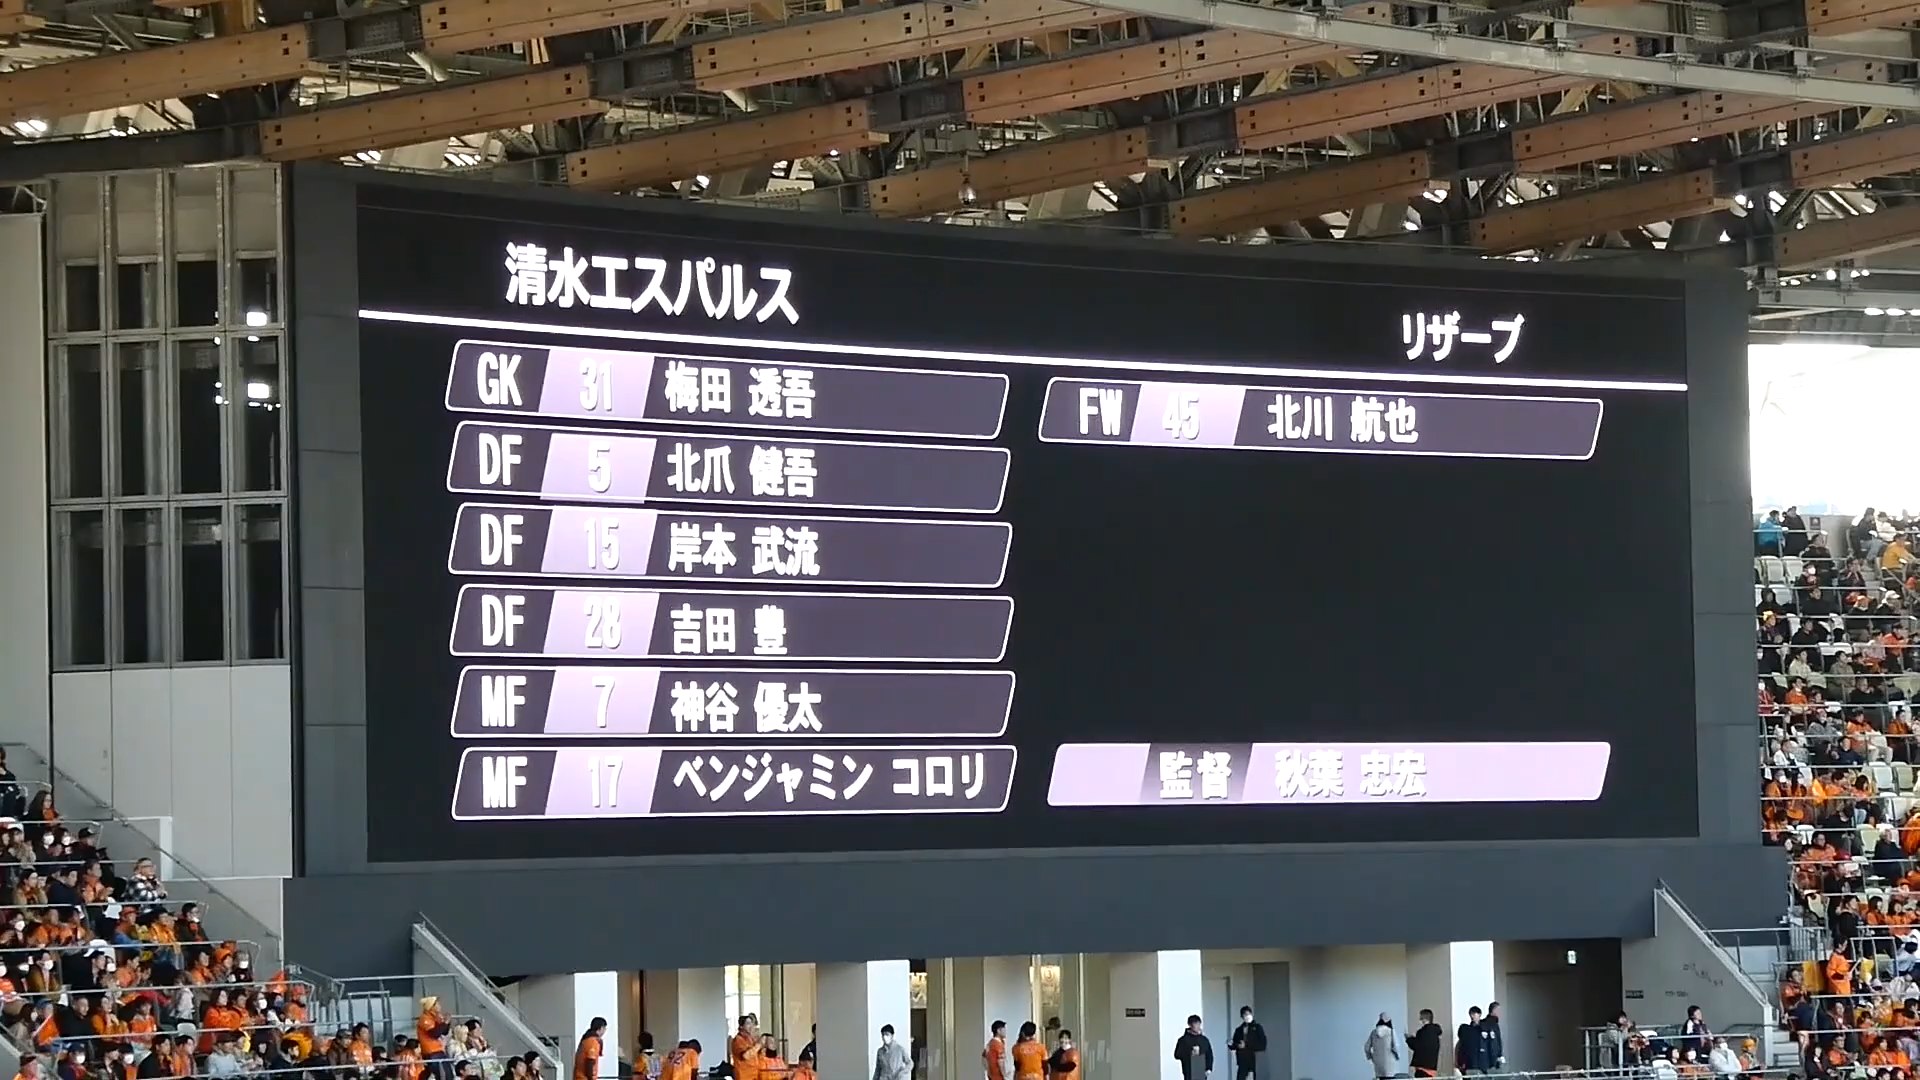 清水エスパルス
リザーブ
GK 31 梅田 透吾
DF 5 北爪 健吾
DF 15 岸本 武流
DF 28 吉田 豊
MF 7 神谷 優太
MF 17 ベンジャミン コロリ
FW 45 北川 航也
監督 秋葉 忠宏